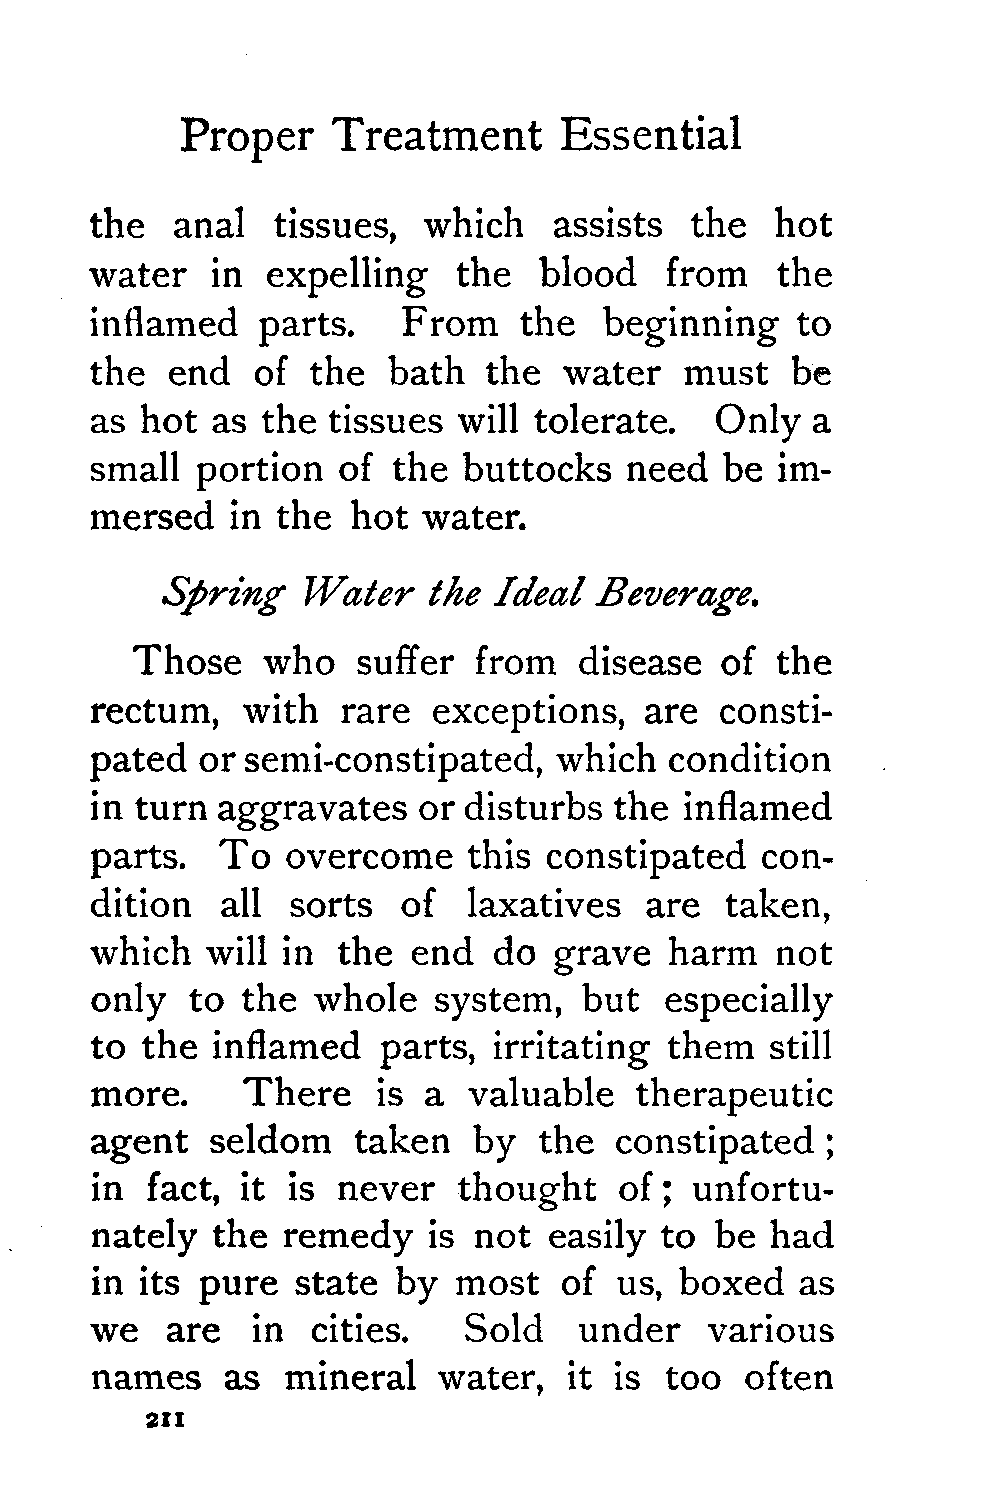 Proper Treatment Essential
the anal tissues, which assists the hot
water in expelling the blood from the
inflamed parts. From the beginning to
the end of the bath the water must be
as hot as the tissues will tolerate. Only a
small portion of the buttocks need be im-
mersed in the hot water.
Spring Water the Ideal Beverage.
Those who suffer from disease of the
rectum, with rare exceptions, are consti-
pated or semi-constipated, which condition
in turn aggravates or disturbs the inflamed
parts. To overcome this constipated con-
dition all sorts of laxatives are taken,
which will in the end do grave harm not
only to the whole system, but especially
to the inflamed parts, irritating them still
more. There is a valuable therapeutic
agent seldom taken by the constipated ;
in fact, it is never thought of ; unfortu-
nately the remedy is not easily to be had
in its pure state by most of us, boxed as
we are in cities. Sold under various
names as mineral water, it is too often
211